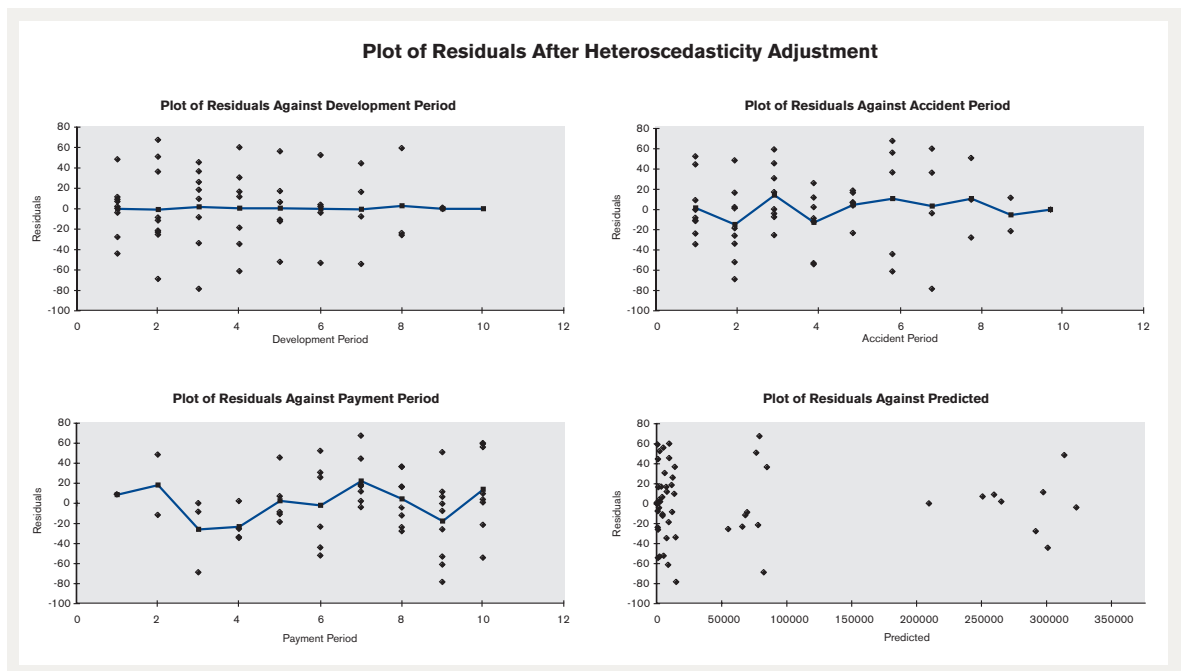 Plot of Residuals After Heteroscedasticity Adjustment
Plot of Residuals Against Development Period
80
60
40
20
0
-20
-40
-60
-80
-100
Residuals
0 2 4 6 8 10 12
Development Period
Plot of Residuals Against Accident Period
80
60
40
20
0
-20
-40
-60
-80
-100
Residuals
0 2 4 6 8 10 12
Accident Period
Plot of Residuals Against Payment Period
80
60
40
20
0
-20
-40
-60
-80
-100
Residuals
0 2 4 6 8 10 12
Payment Period
Plot of Residuals Against Predicted
80
60
40
20
0
-20
-40
-60
-80
-100
Residuals
0 50000 100000 150000 200000 250000 300000 350000
Predicted